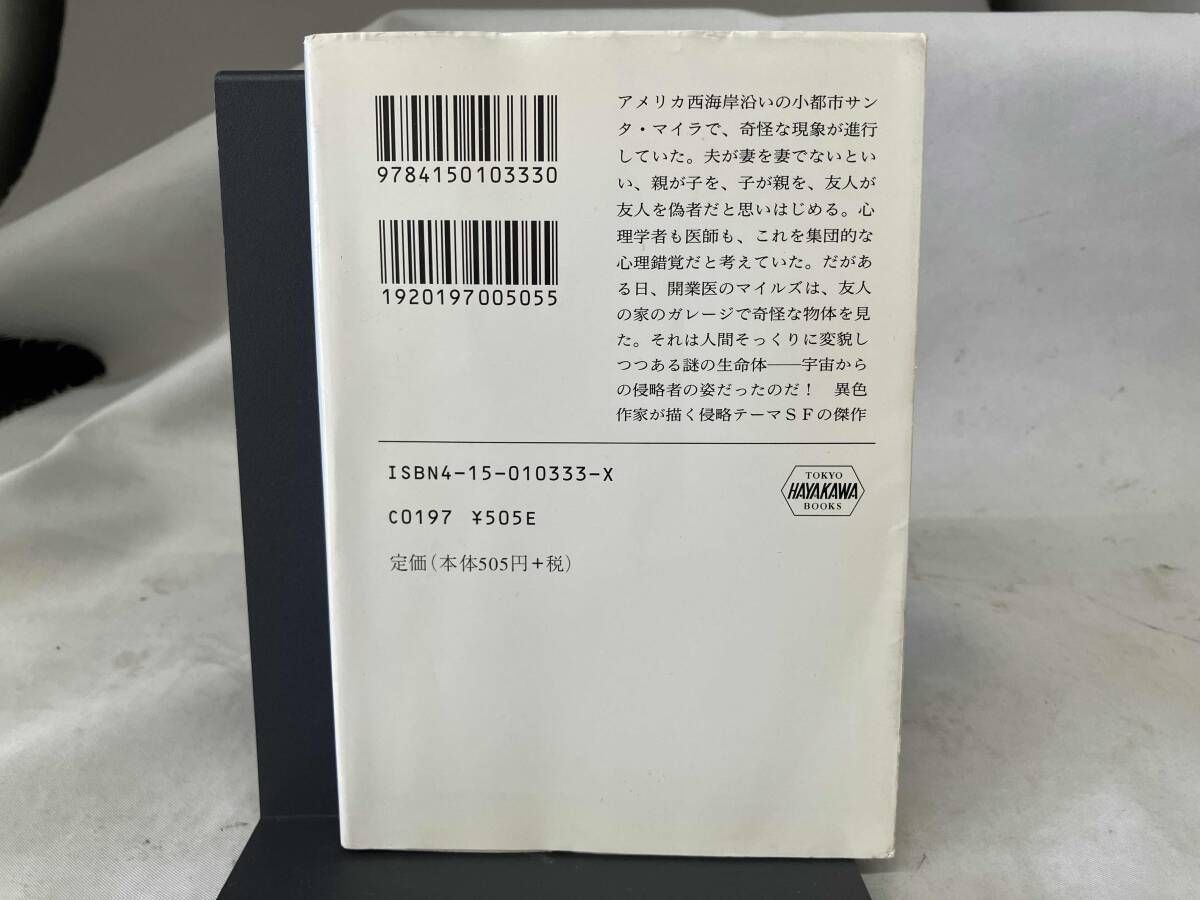 9784150103330
1920197005055
アメリカ西海岸沿いの小都市サン
タ・マイラで、奇怪な現象が進行
していた。夫が妻を妻でないとい
い、親が子を、子が親を、友人が
友人を偽者だと思いはじめる。心
理学者も医師も、これを集団的な
心理錯覚だと考えていた。だがあ
る日、開業医のマイルズは、友人
の家のガレージで奇怪な物体を見
た。それは人間そっくりに変貌し
つつある謎の生命体──宇宙から
の侵略者の姿だったのだ！　異色
作家が描く侵略テーマＳＦの傑作
ISBN4-15-010333-X
C0197 ¥505E
定価(本体505円+税)
TOKYO
HAYAKAWA
BOOKS